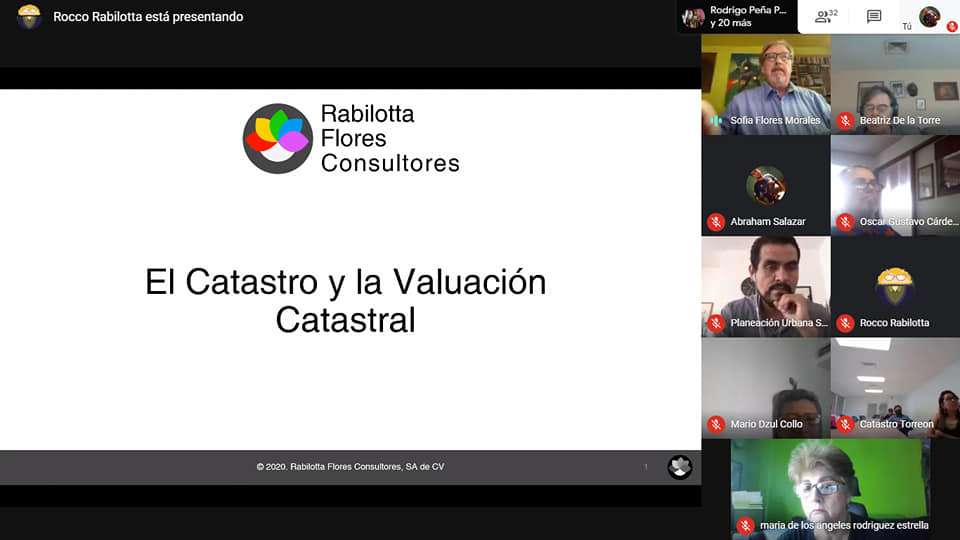 Rocco Rabilotta está presentando
Rodrigo Peña P...
y 20 más
32
Tú
Rabilotta
Flores
Consultores
El Catastro y la Valuación
Catastral
© 2020. Rabilotta Flores Consultores, SA de CV
1
Sofia Flores Morales
Beatriz De la Torre
Abraham Salazar
Oscar Gustavo Cárde...
Planeación Urbana S...
Rocco Rabilotta
Mario Dzul Collo
Catastro Torreon
maria de los angeles rodriguez estrella